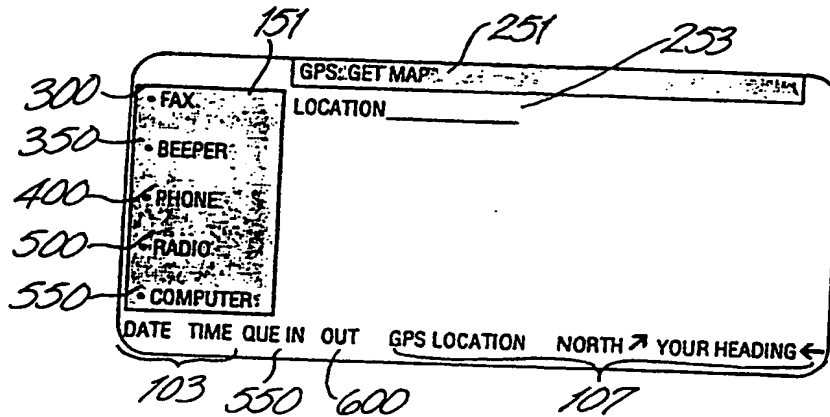 151
251
253
GPS: GET MAP
300
• FAX
LOCATION
350
• BEEPER
400
• PHONE
500
• RADIO
550
• COMPUTER
DATE TIME QUE IN OUT GPS LOCATION NORTH ↗ YOUR HEADING ←
103
550
600
107